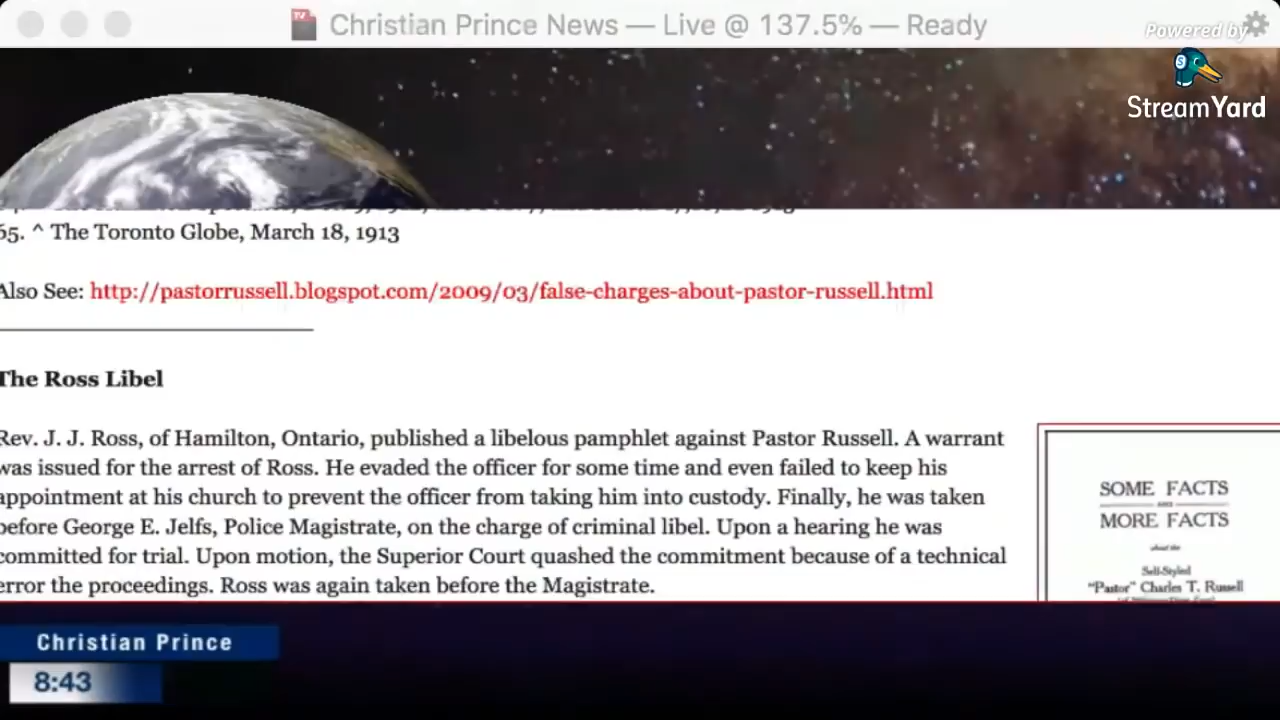 Christian Prince News — Live @ 137.5% — Ready
Powered by
StreamYard
65. ^ The Toronto Globe, March 18, 1913
Also See: http://pastorrussell.blogspot.com/2009/03/false-charges-about-pastor-russell.html
The Ross Libel
Rev. J. J. Ross, of Hamilton, Ontario, published a libelous pamphlet against Pastor Russell. A warrant
was issued for the arrest of Ross. He evaded the officer for some time and even failed to keep his
appointment at his church to prevent the officer from taking him into custody. Finally, he was taken
before George E. Jelfs, Police Magistrate, on the charge of criminal libel. Upon a hearing he was
committed for trial. Upon motion, the Superior Court quashed the commitment because of a technical
error the proceedings. Ross was again taken before the Magistrate.
SOME FACTS
AND
MORE FACTS
about the
Self-Styled
"Pastor" Charles T. Russell
Christian Prince
8:43